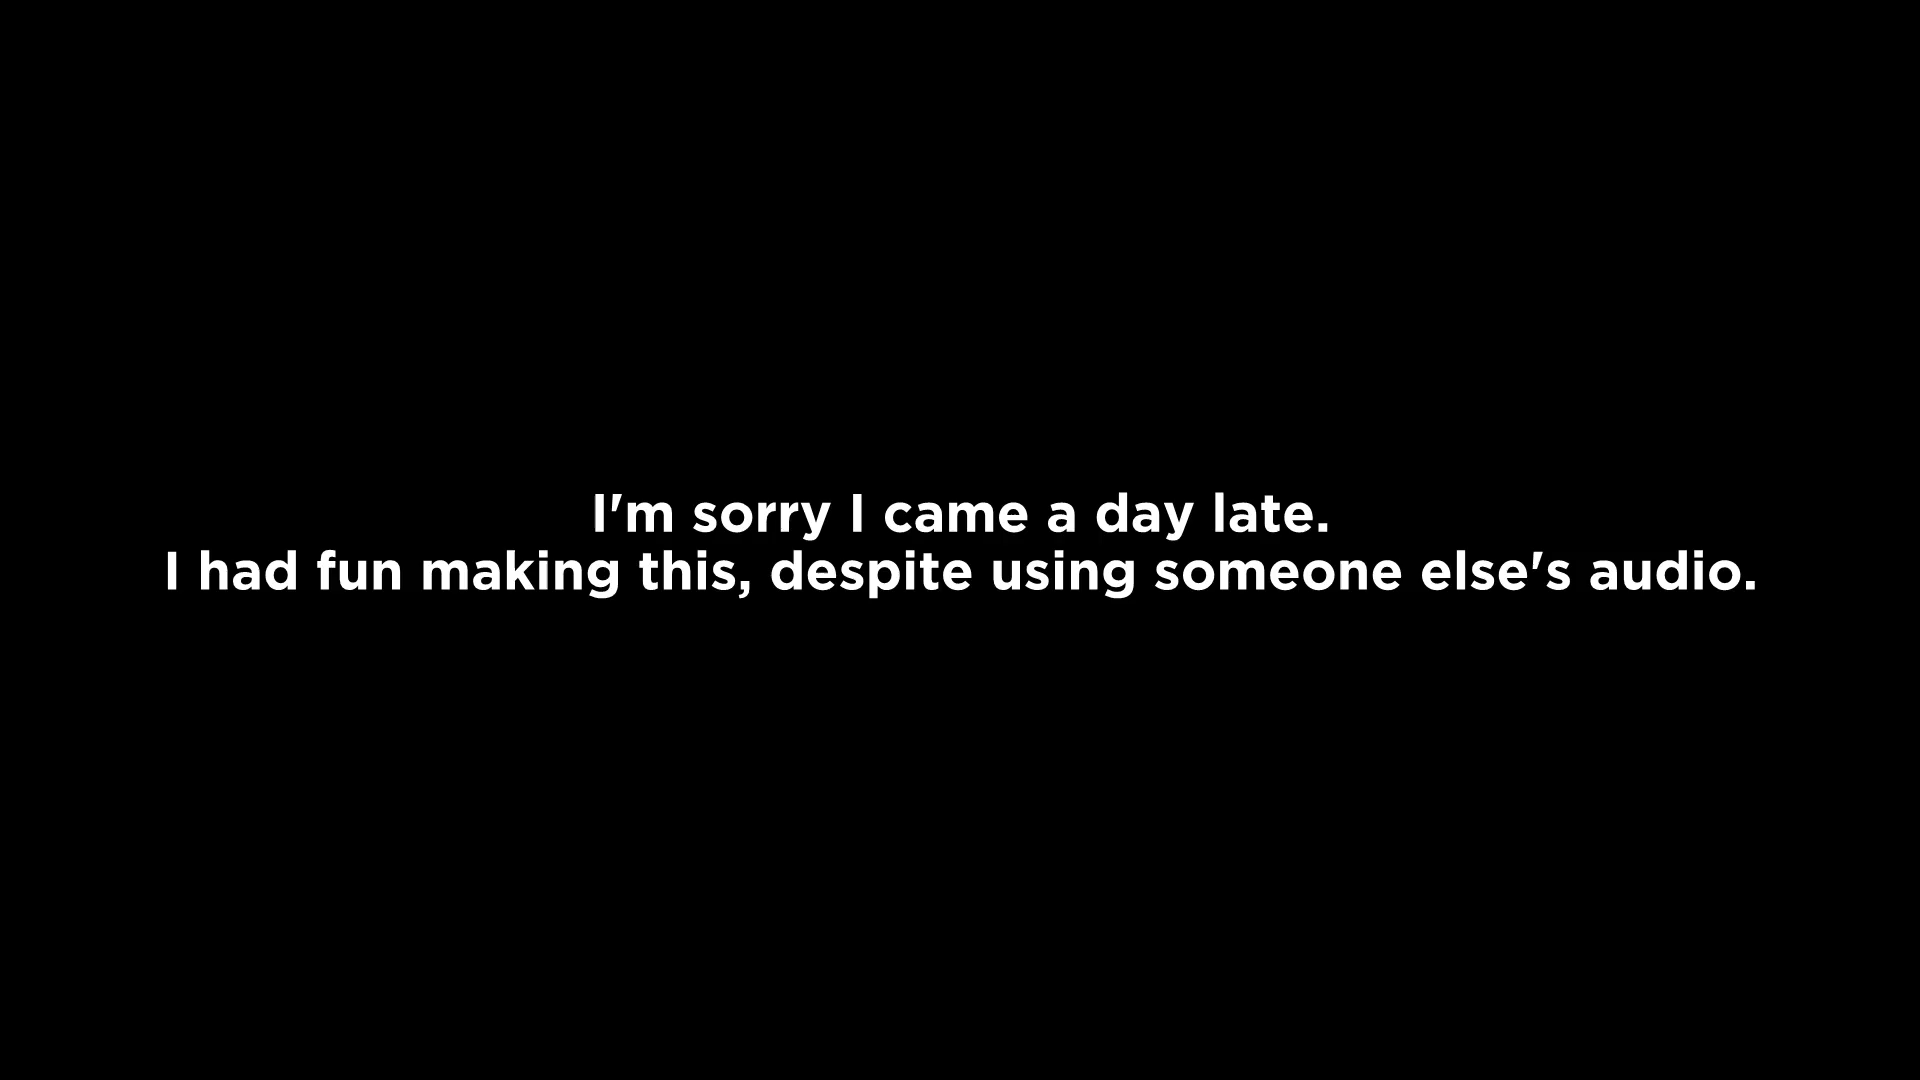 I'm sorry I came a day late.
I had fun making this, despite using someone else's audio.